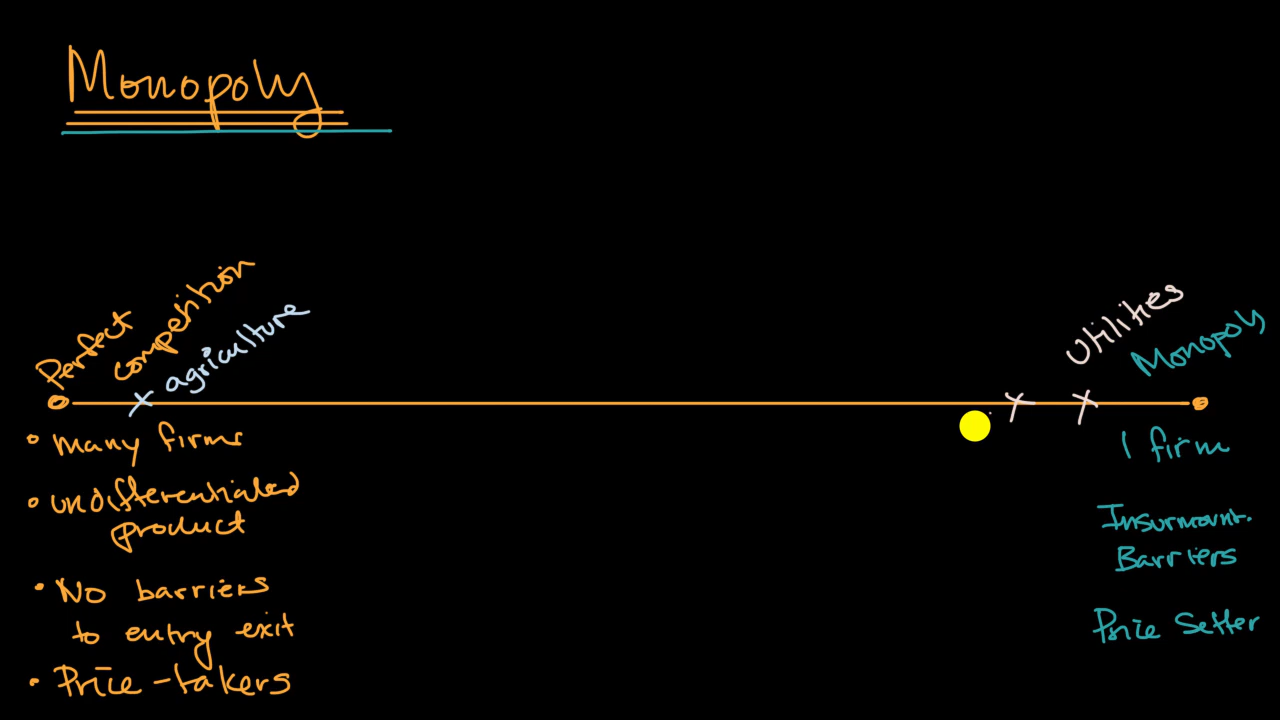 Monopoly
Perfect
competition
agriculture
Utilities
Monopoly
• many firms
• undifferentiated
product
• No barriers
to entry exit
• Price-takers
1 firm
Insurmount.
Barriers
Price Setter